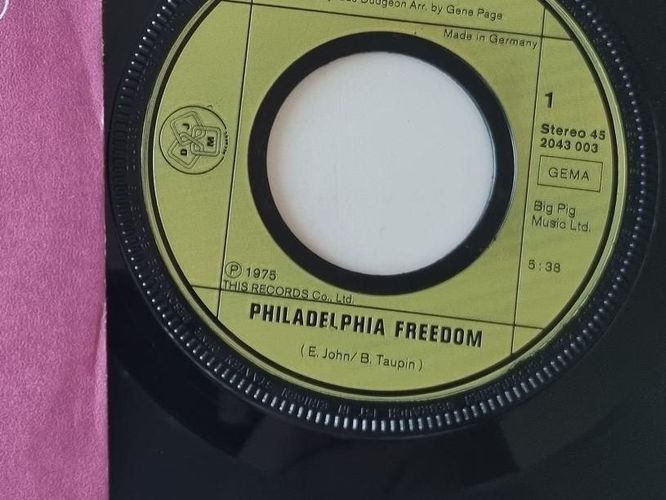 Dudgeon Arr. by Gene Page
Made in Germany
1
Stereo 45
2043 003
GEMA
D J M
Big Pig
Music Ltd.
5:38
℗ 1975
THIS RECORDS Co., Ltd.
PHILADELPHIA FREEDOM
( E. John/ B. Taupin )